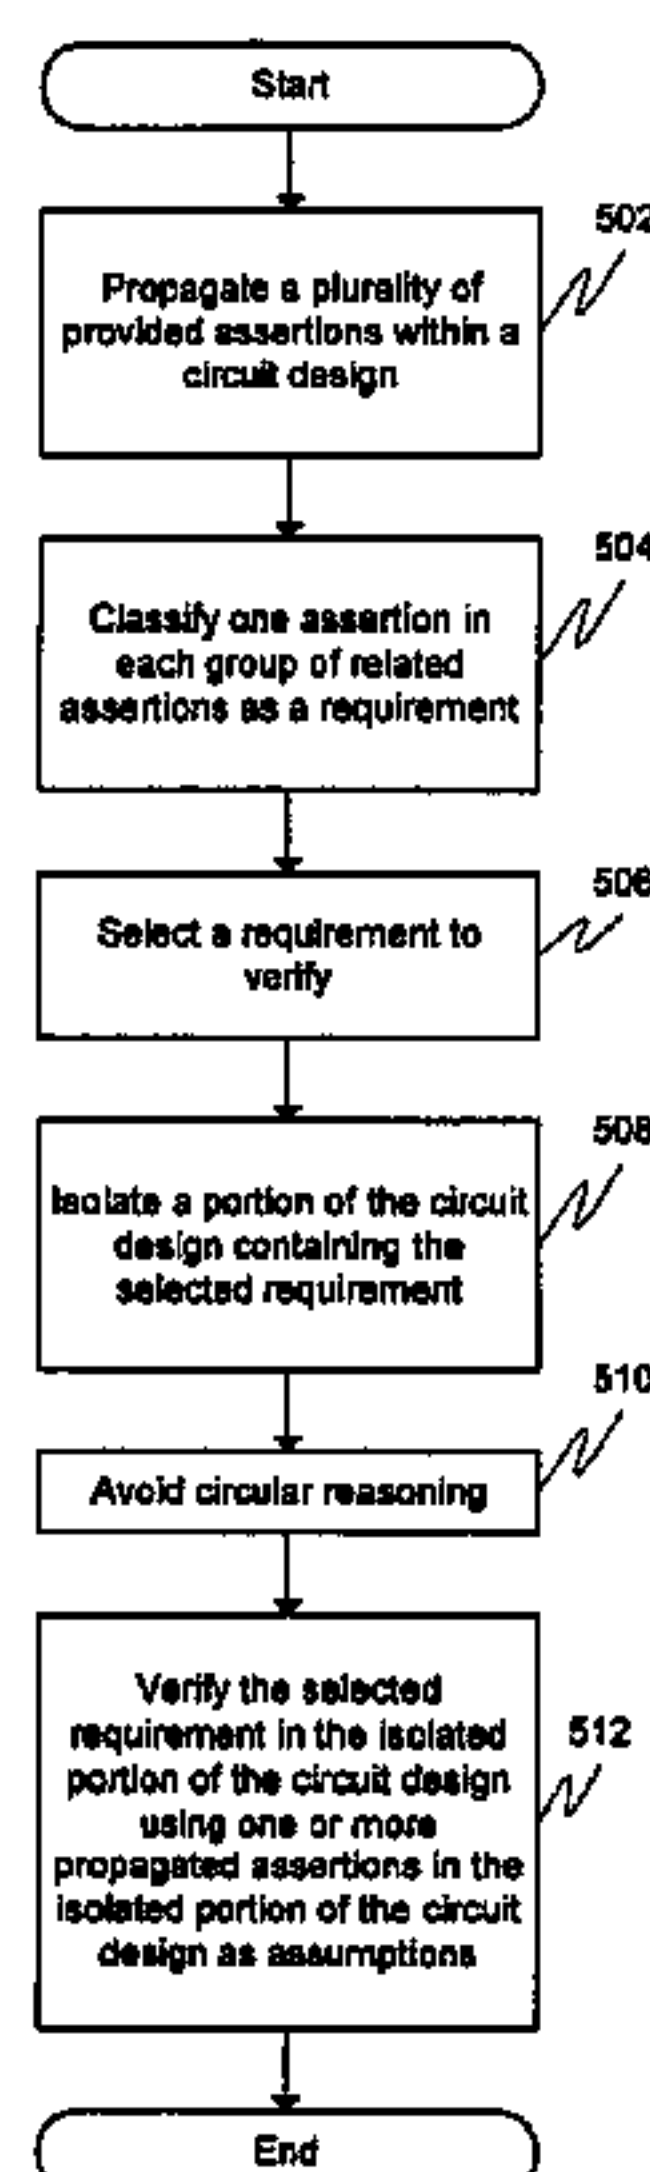 Start
502
Propagate a plurality of
provided assertions within a
circuit design
504
Classify one assertion in
each group of related
assertions as a requirement
506
Select a requirement to
verify
508
Isolate a portion of the circuit
design containing the
selected requirement
510
Avoid circular reasoning
Verify the selected
requirement in the isolated
portion of the circuit design
using one or more
propagated assertions in the
isolated portion of the circuit
design as assumptions
512
End